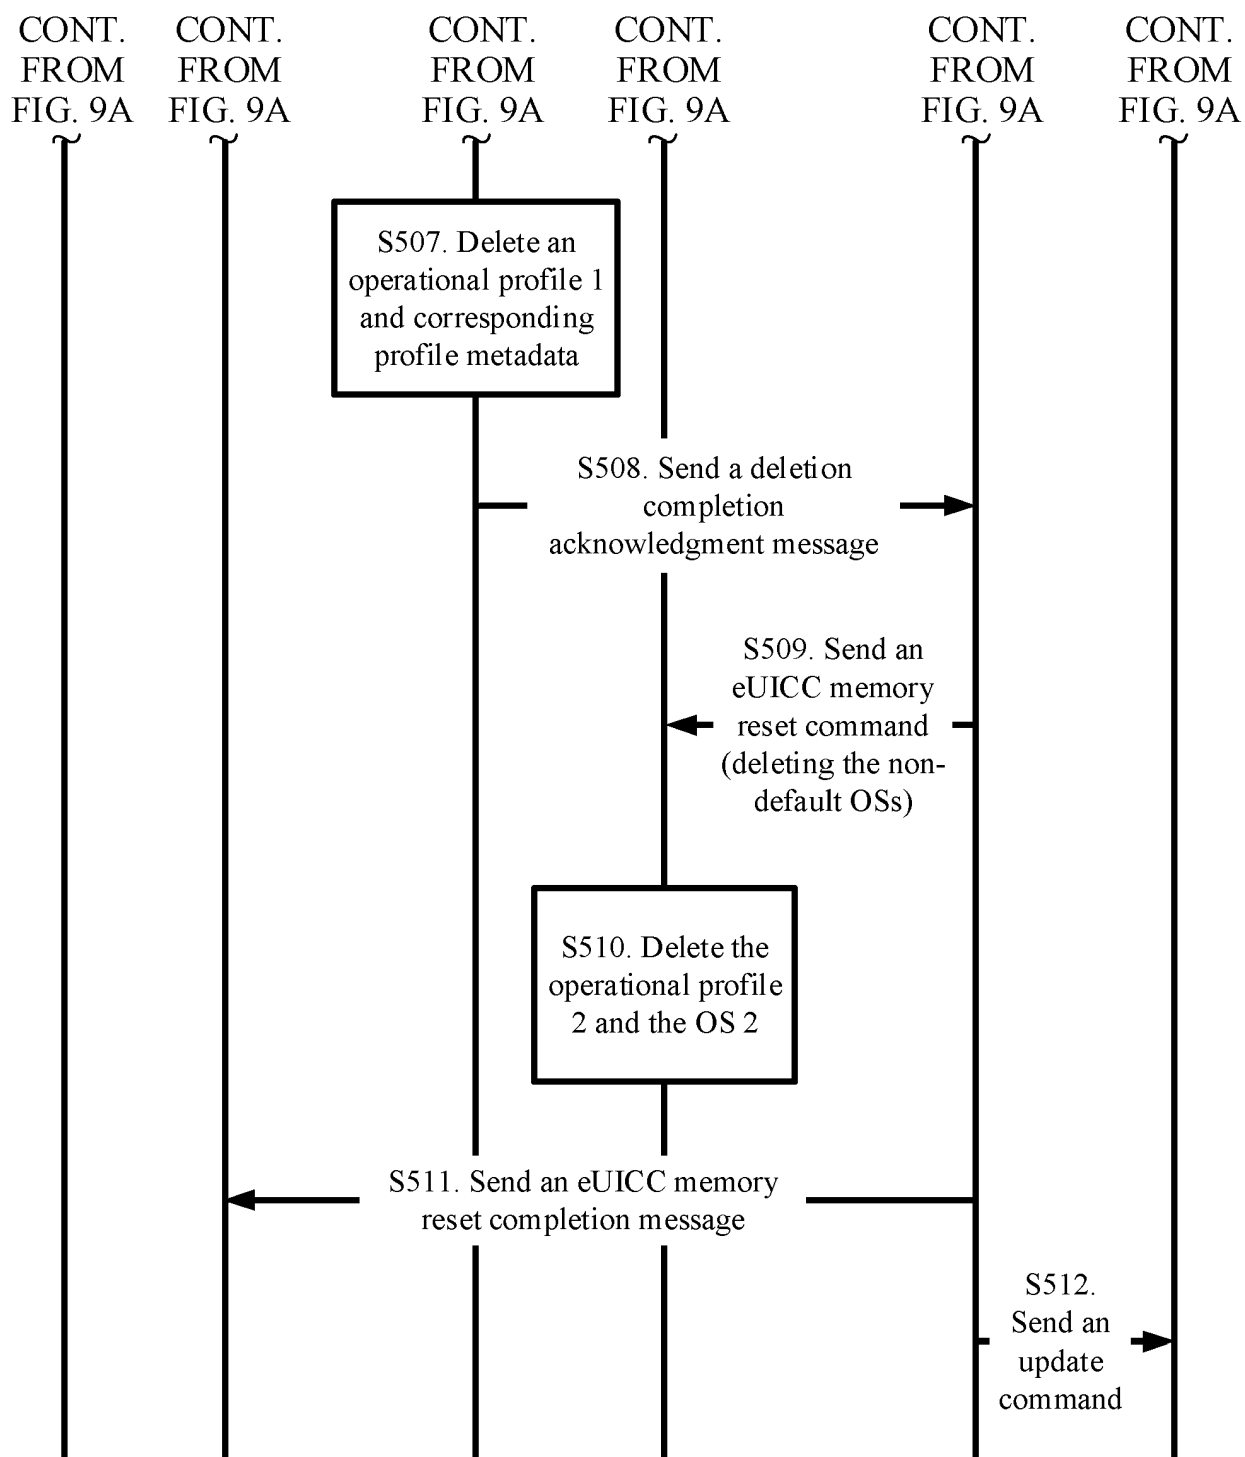 CONT. FROM FIG. 9A
CONT. FROM FIG. 9A
CONT. FROM FIG. 9A
CONT. FROM FIG. 9A
CONT. FROM FIG. 9A
CONT. FROM FIG. 9A
S507. Delete an
operational profile 1
and corresponding
profile metadata
S508. Send a deletion
completion
acknowledgment message
S509. Send an
eUICC memory
reset command
(deleting the non-
default OSs)
S510. Delete the
operational profile
2 and the OS 2
S511. Send an eUICC memory
reset completion message
S512.
Send an
update
command